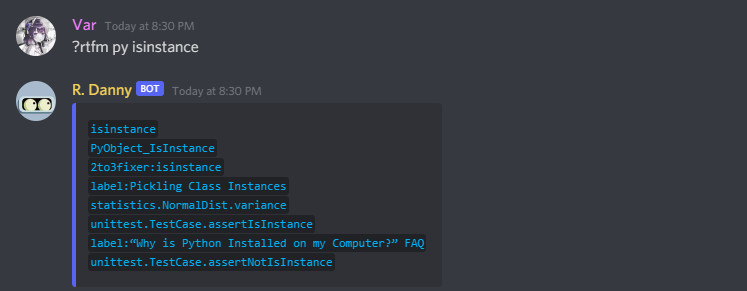 Var Today at 8:30 PM
?rtfm py isinstance
R. Danny BOT Today at 8:30 PM
isinstance
PyObject_IsInstance
2to3fixer:isinstance
label:Pickling Class Instances
statistics.NormalDist.variance
unittest.TestCase.assertIsInstance
label:“Why is Python Installed on my Computer?” FAQ
unittest.TestCase.assertNotIsInstance